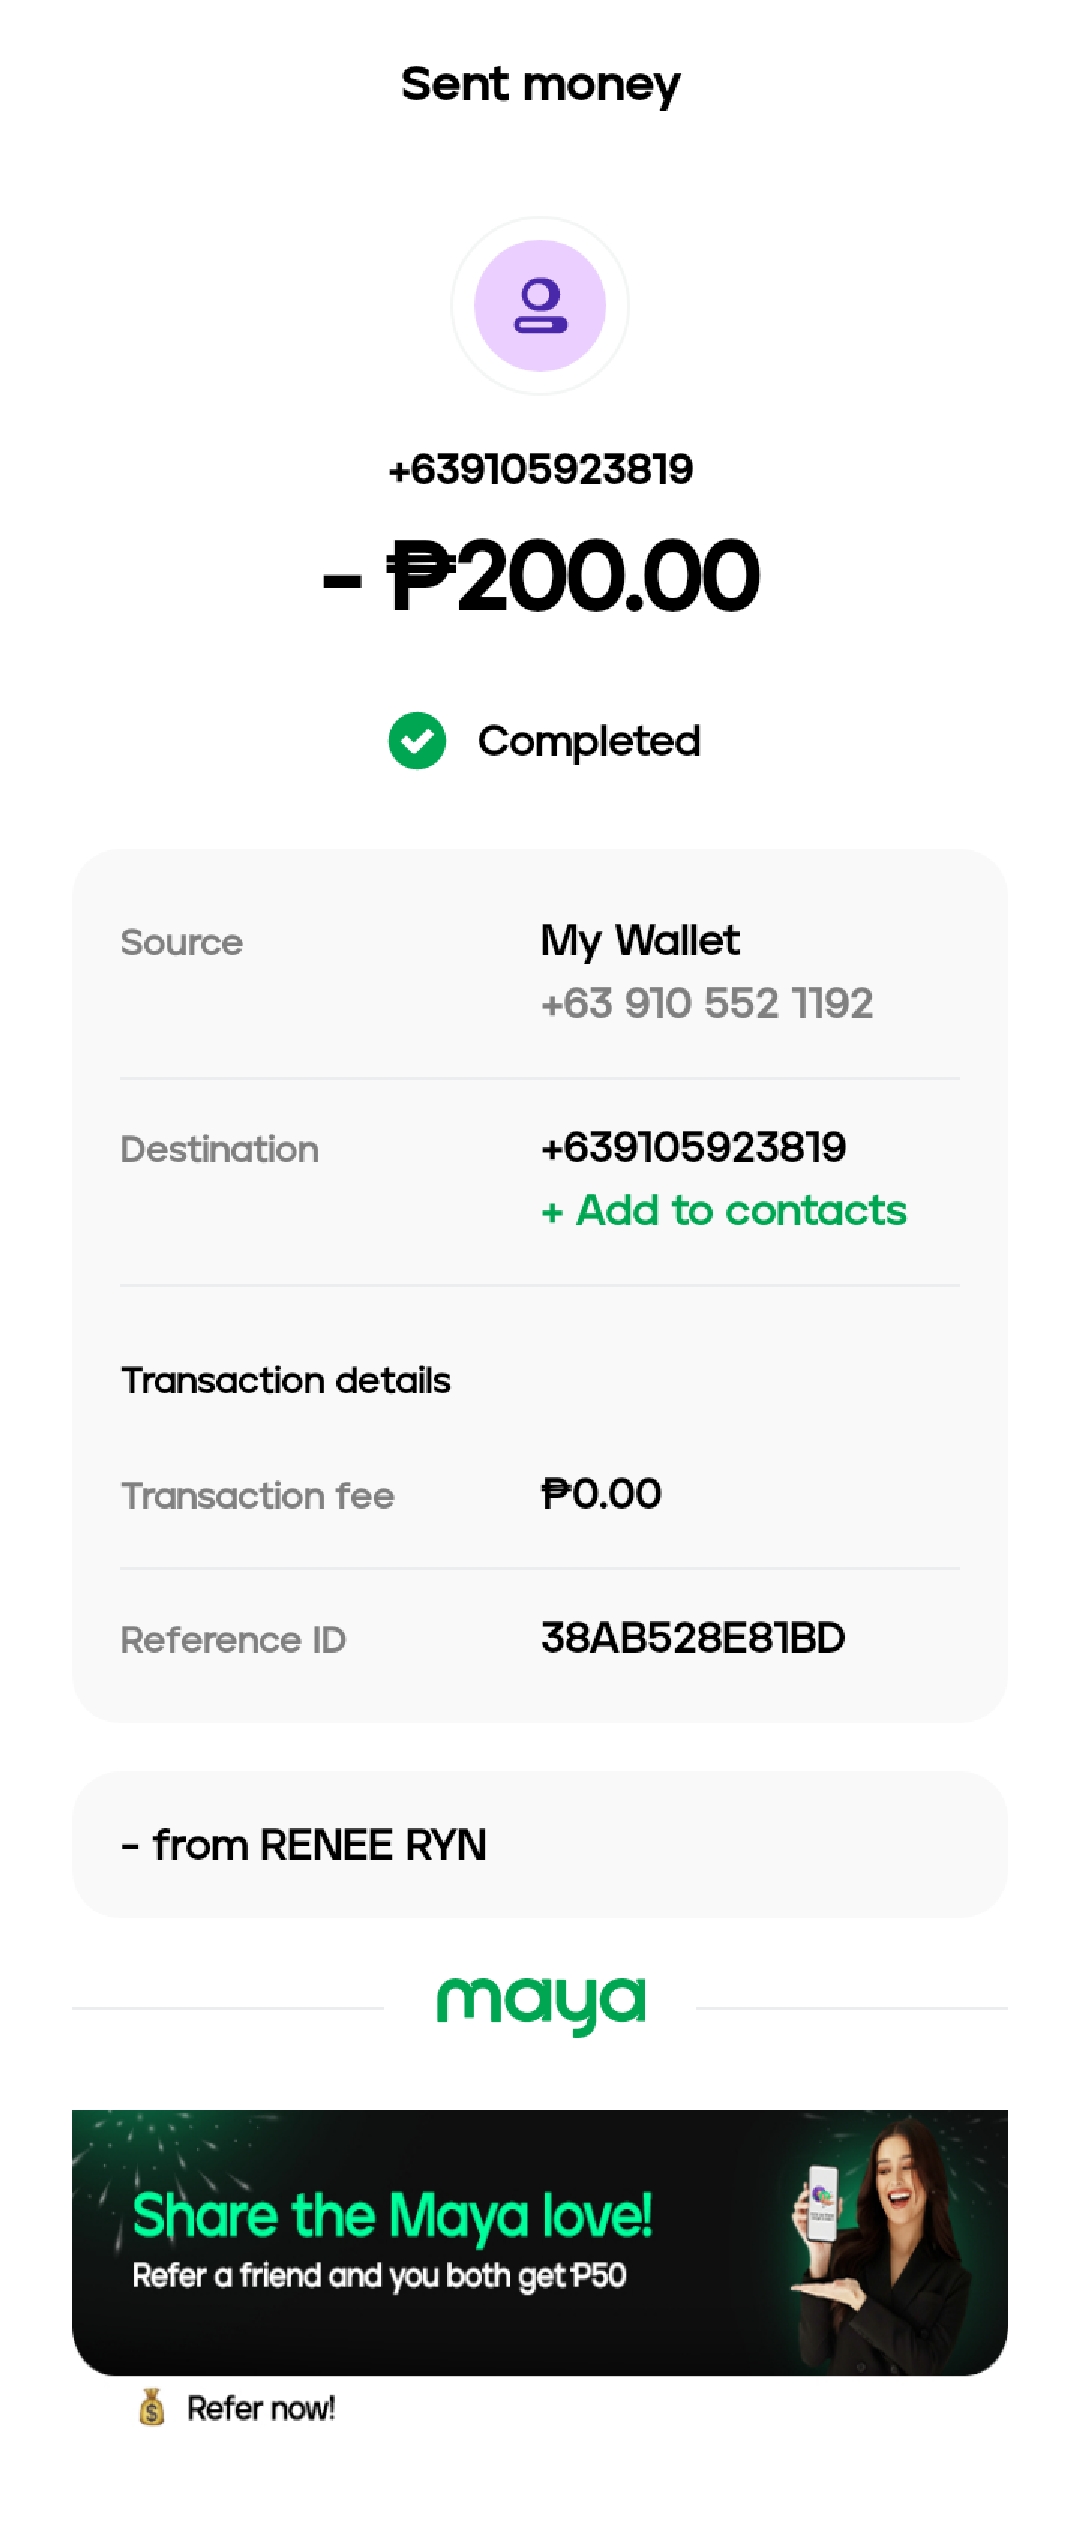 Sent money
+639105923819
- ₱200.00
Completed
Source
My Wallet
+63 910 552 1192
Destination
+639105923819
+ Add to contacts
Transaction details
Transaction fee
₱0.00
Reference ID
38AB528E81BD
- from RENEE RYN
maya
Share the Maya love!
Refer a friend and you both get ₱50
Refer now!